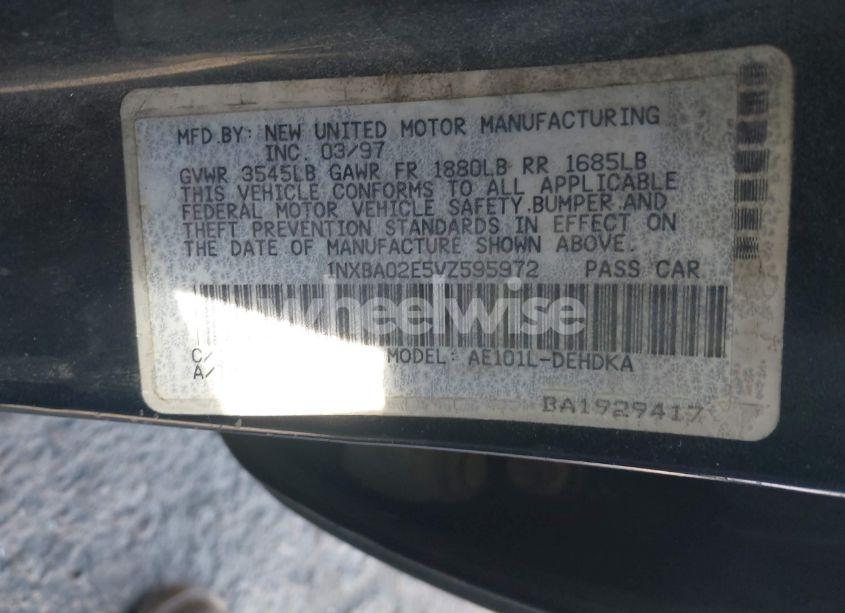 MFD.BY: NEW UNITED MOTOR MANUFACTURING
INC. 03/97
GVWR 3545LB GAWR FR 1880LB RR 1685LB
THIS VEHICLE CONFORMS TO ALL APPLICABLE
FEDERAL MOTOR VEHICLE SAFETY,BUMPER,AND
THEFT PREVENTION STANDARDS IN EFFECT ON
THE DATE OF MANUFACTURE SHOWN ABOVE.
1NXBA02E5VZ595972 PASS CAR
wheelwise
C/ MODEL: AE101L-DEHDKA
A/
BA1929417